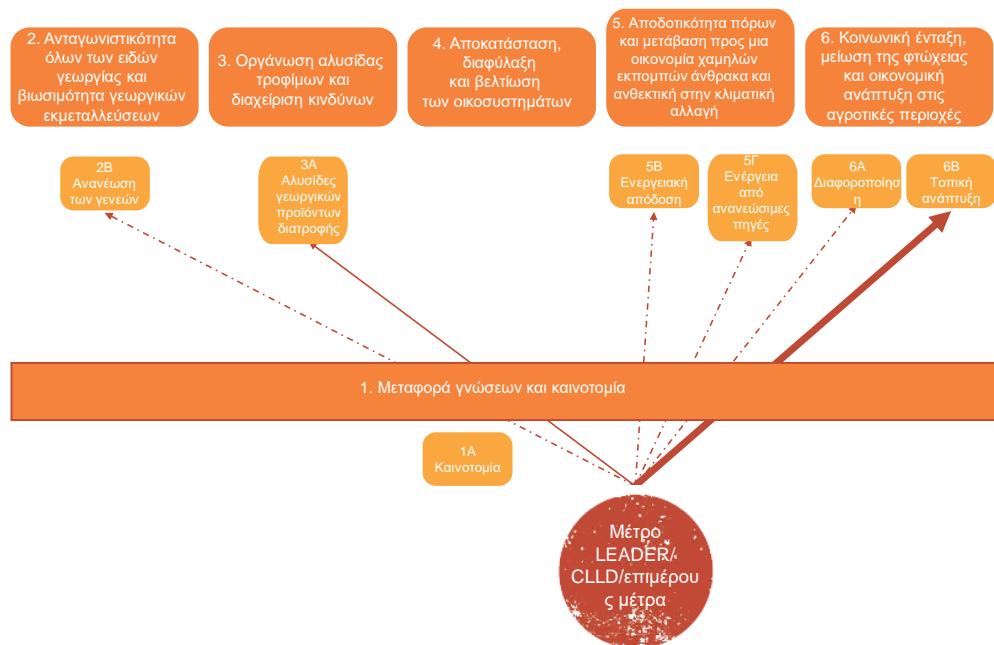 2. Ανταγωνιστικότητα
όλων των ειδών
γεωργίας και
βιωσιμότητα γεωργικών
εκμεταλλεύσεων
3. Οργάνωση αλυσίδας
τροφίμων και
διαχείριση κινδύνων
4. Αποκατάσταση,
διαφύλαξη
και βελτίωση
των οικοσυστημάτων
5. Αποδοτικότητα πόρων
και μετάβαση προς μια
οικονομία χαμηλών
εκπομπών άνθρακα και
ανθεκτική στην κλιματική
αλλαγή
6. Κοινωνική ένταξη,
μείωση της φτώχειας
και οικονομική
ανάπτυξη στις
αγροτικές περιοχές
2B
Ανανέωση
των γενεών
3A
Αλυσίδες
γεωργικών
προϊόντων
διατροφής
5B
Ενεργειακή
απόδοση
5Γ
Ενέργεια
από
ανανεώσιμες
πηγές
6A
Διαφοροποίησ
η
6B
Τοπική
ανάπτυξη
1. Μεταφορά γνώσεων και καινοτομία
1A
Καινοτομία
Μέτρο
LEADER/
CLLD/επιμέρου
ς μέτρα